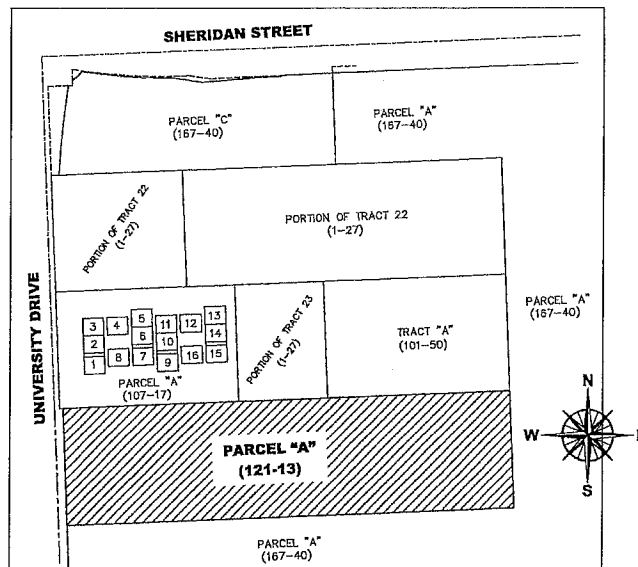 SHERIDAN STREET
UNIVERSITY DRIVE
PARCEL "C"
(167-40)
PARCEL "A"
(167-40)
PORTION OF TRACT 22
(1-27)
PORTION OF TRACT 22
(1-27)
PARCEL "A"
(167-40)
3 4 5 11 12 13
2 6 10 14
1 8 7 9 16 15
PARCEL "A"
(107-17)
PORTION OF TRACT 23
(1-27)
TRACT "A"
(101-50)
N
W
S
PARCEL "A"
(121-13)
PARCEL "A"
(167-40)